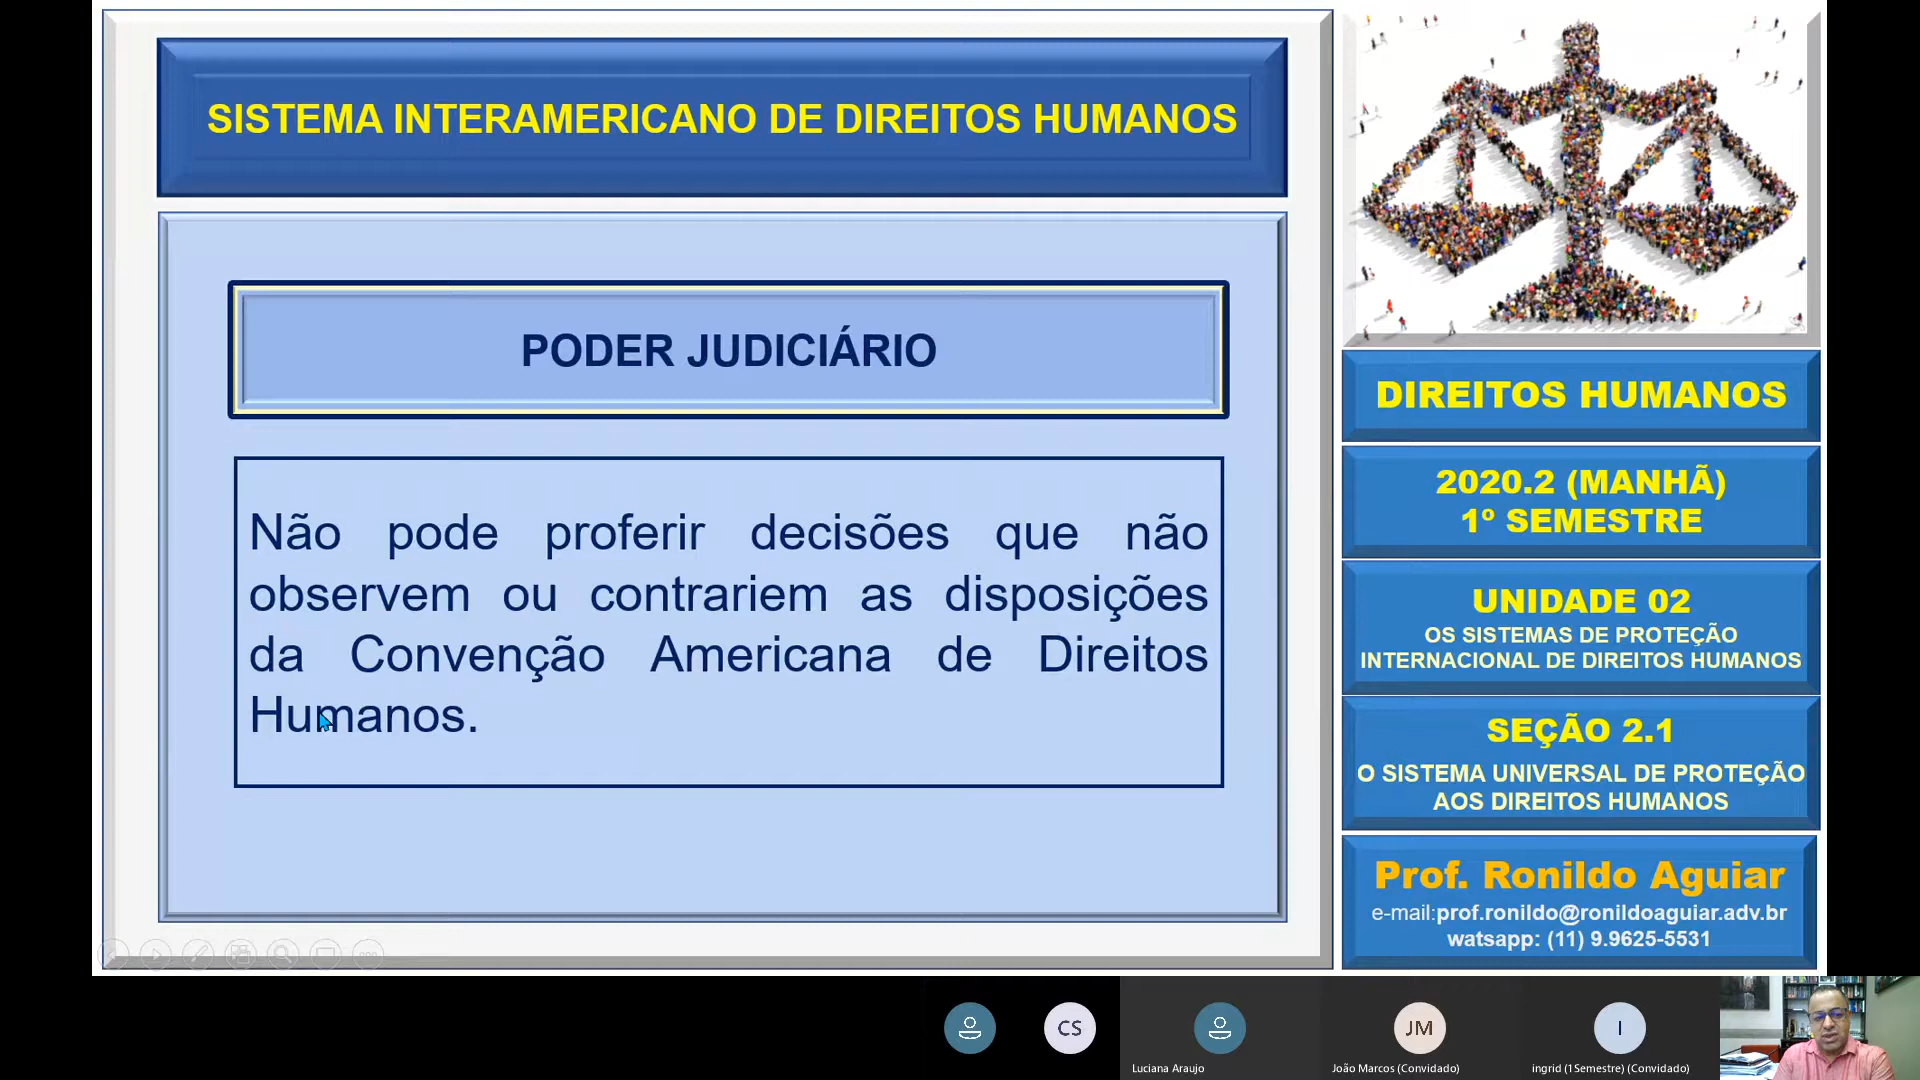 SISTEMA INTERAMERICANO DE DIREITOS HUMANOS
PODER JUDICIÁRIO
Não pode proferir decisões que não
observem ou contrariem as disposições
da Convenção Americana de Direitos
Humanos.
DIREITOS HUMANOS
2020.2 (MANHÃ)
1º SEMESTRE
UNIDADE 02
OS SISTEMAS DE PROTEÇÃO
INTERNACIONAL DE DIREITOS HUMANOS
SEÇÃO 2.1
O SISTEMA UNIVERSAL DE PROTEÇÃO
AOS DIREITOS HUMANOS
Prof. Ronildo Aguiar
e-mail:prof.ronildo@ronildoaguiar.adv.br
watsapp: (11) 9.9625-5531
CS
JM
I
Luciana Araujo
João Marcos (Convidado)
ingrid (1Semestre) (Convidado)